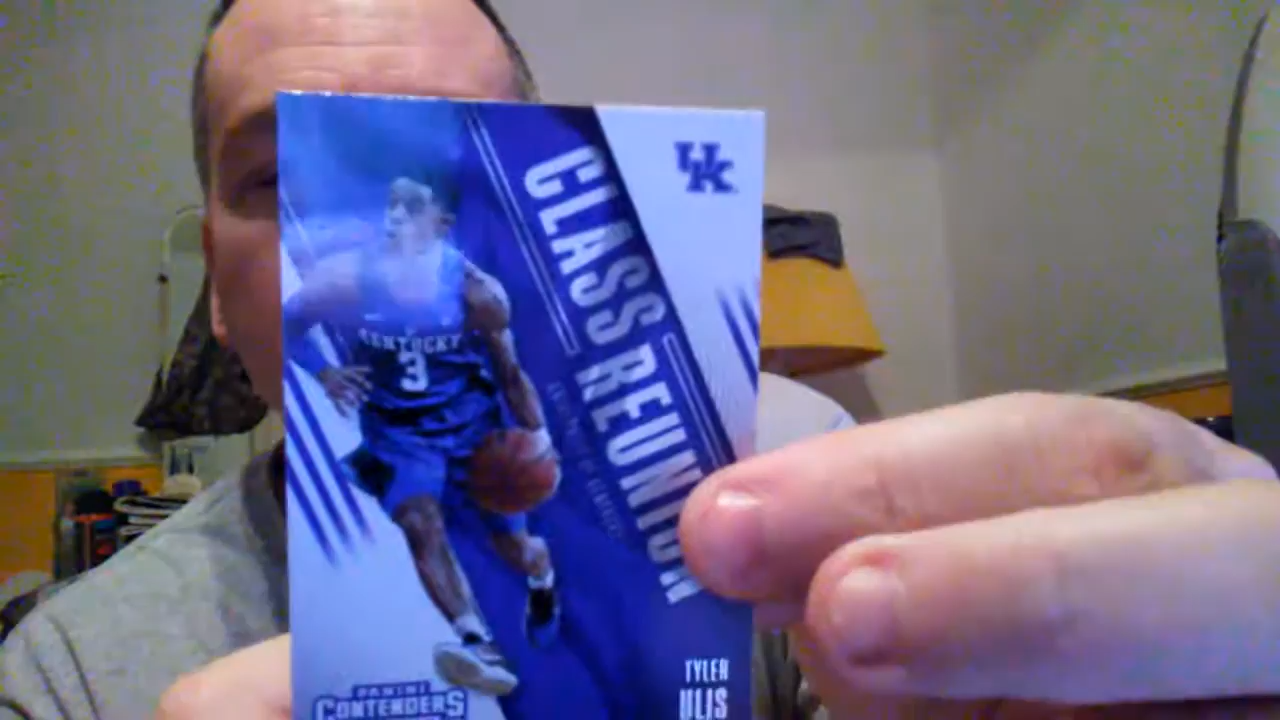 UK
CLASS REUNION
KENTUCKY
3
PANINI
CONTENDERS
TYLER
ULIS